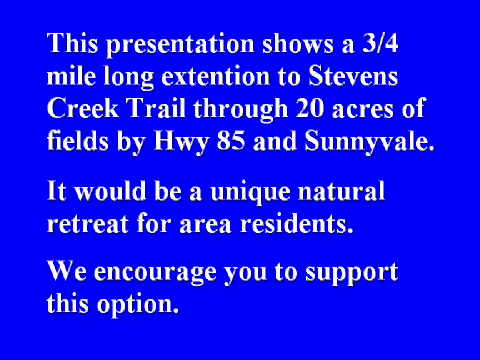 This presentation shows a 3/4
mile long extention to Stevens
Creek Trail through 20 acres of
fields by Hwy 85 and Sunnyvale.
It would be a unique natural
retreat for area residents.
We encourage you to support
this option.